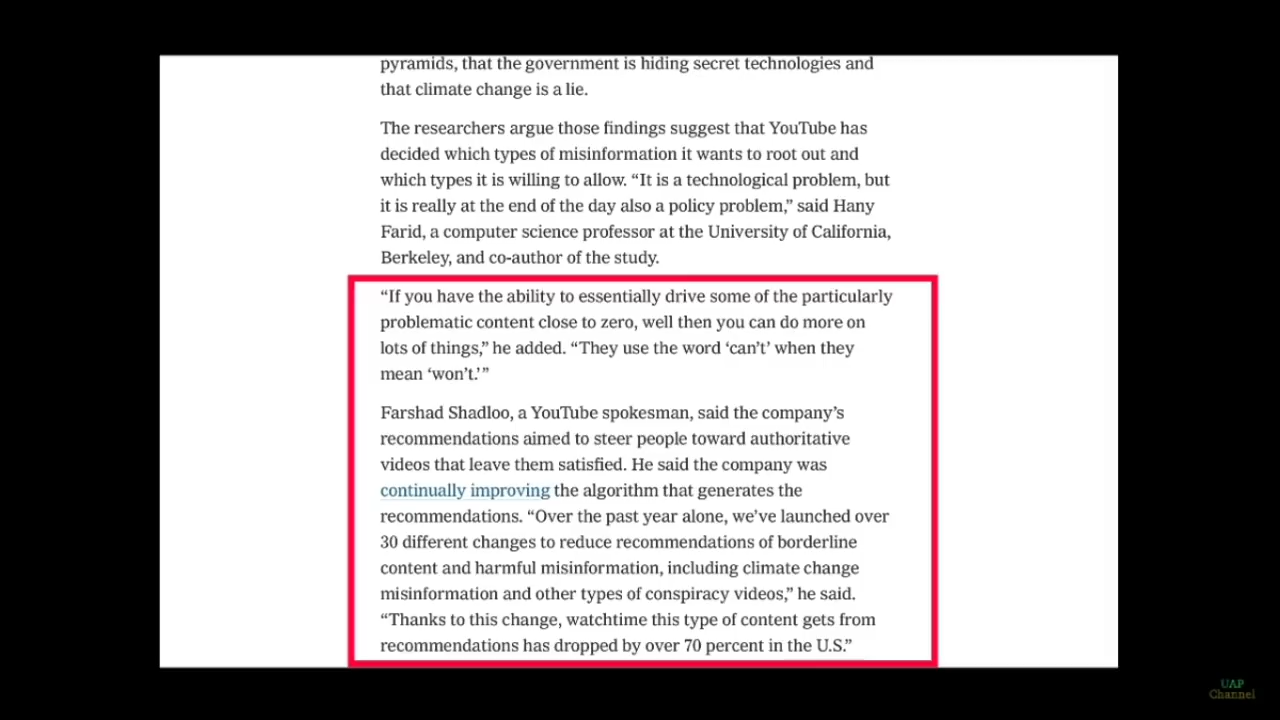 pyramids, that the government is hiding secret technologies and
that climate change is a lie.
The researchers argue those findings suggest that YouTube has
decided which types of misinformation it wants to root out and
which types it is willing to allow. “It is a technological problem, but
it is really at the end of the day also a policy problem,” said Hany
Farid, a computer science professor at the University of California,
Berkeley, and co-author of the study.
“If you have the ability to essentially drive some of the particularly
problematic content close to zero, well then you can do more on
lots of things,” he added. “They use the word ‘can’t’ when they
mean ‘won’t.’”
Farshad Shadloo, a YouTube spokesman, said the company’s
recommendations aimed to steer people toward authoritative
videos that leave them satisfied. He said the company was
continually improving the algorithm that generates the
recommendations. “Over the past year alone, we’ve launched over
30 different changes to reduce recommendations of borderline
content and harmful misinformation, including climate change
misinformation and other types of conspiracy videos,” he said.
“Thanks to this change, watchtime this type of content gets from
recommendations has dropped by over 70 percent in the U.S.”
UAP
Channel